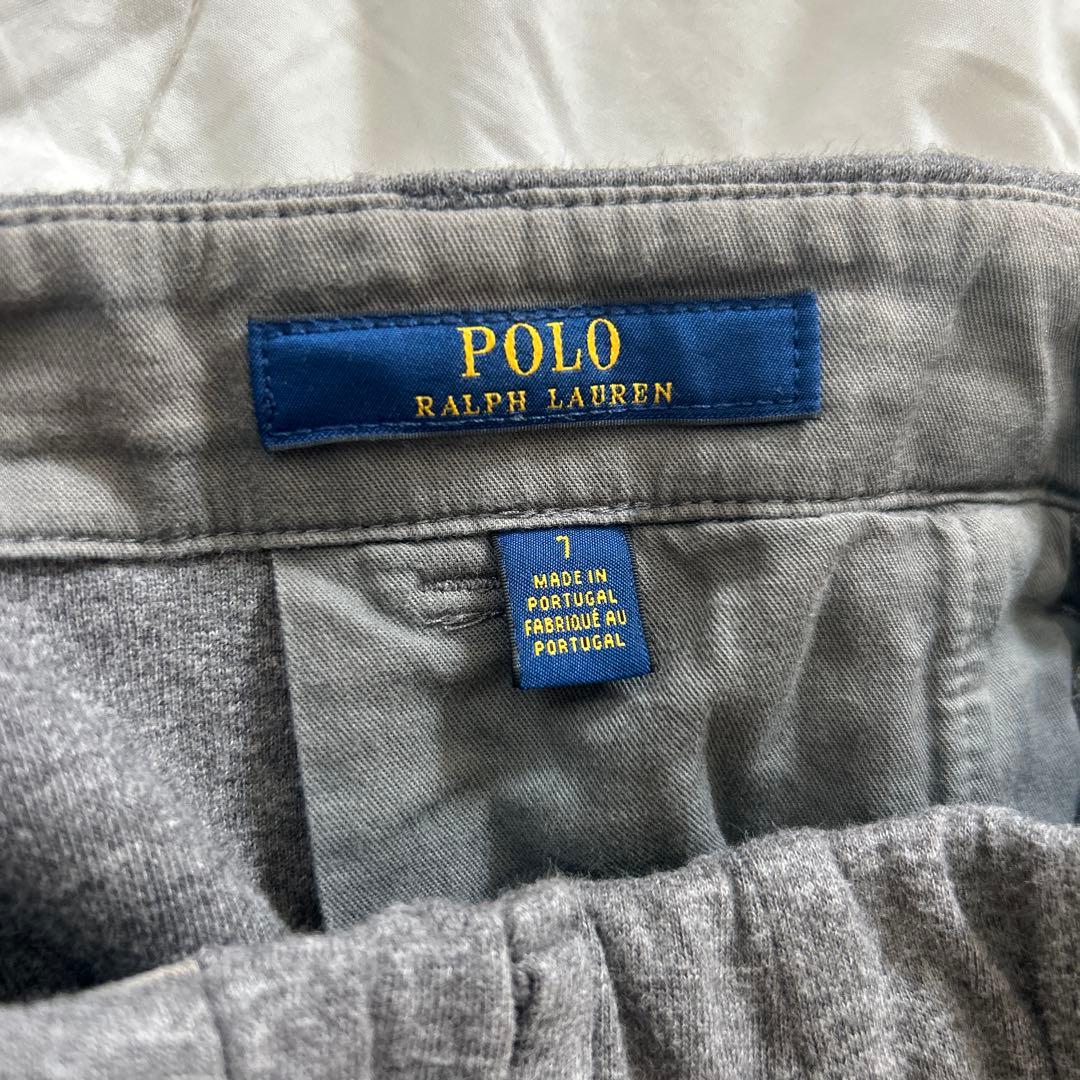 POLO
RALPH LAUREN
7
MADE IN
PORTUGAL
FABRIQUÉ AU
PORTUGAL